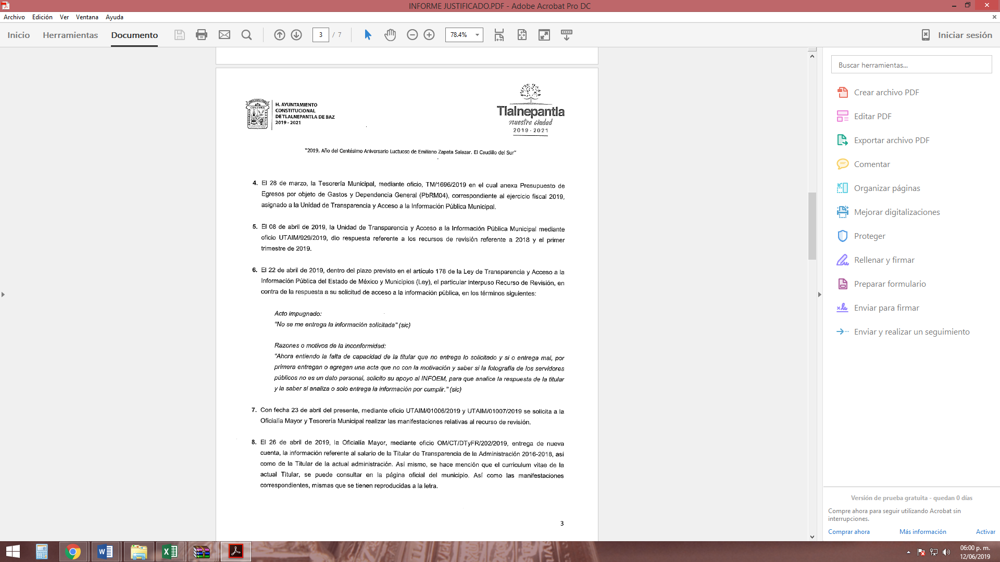 INFORME JUSTIFICADO.PDF - Adobe Acrobat Pro DC
Archivo Edición Ver Ventana Ayuda
Inicio Herramientas Documento 3 / 7 78.4% Iniciar sesión
Buscar herramientas...
Crear archivo PDF
Editar PDF
Exportar archivo PDF
Comentar
Organizar páginas
Mejorar digitalizaciones
Proteger
Rellenar y firmar
Preparar formulario
Enviar para firmar
Enviar y realizar un seguimiento
H. AYUNTAMIENTO
CONSTITUCIONAL
DE TLALNEPANTLA DE BAZ
2019 - 2021
Tlalnepantla
nuestra ciudad
2019 - 2021
"2019. Año del Centésimo Aniversario Luctuoso de Emiliano Zapata Salazar. El Caudillo del Sur"
4. El 28 de marzo, la Tesorería Municipal, mediante oficio, TM/1696/2019 en el cual anexa Presupuesto de
Egresos por objeto de Gastos y Dependencia General (PbRM04), correspondiente al ejercicio fiscal 2019,
asignado a la Unidad de Transparencia y Acceso a la Información Pública Municipal.
5. El 08 de abril de 2019, la Unidad de Transparencia y Acceso a la Información Pública Municipal mediante
oficio UTAIM/929/2019, dio respuesta referente a los recursos de revisión referente a 2018 y el primer
trimestre de 2019.
6. El 22 de abril de 2019, dentro del plazo previsto en el artículo 178 de la Ley de Transparencia y Acceso a la
Información Pública del Estado de México y Municipios (Ley), el particular interpuso Recurso de Revisión, en
contra de la respuesta a su solicitud de acceso a la información pública, en los términos siguientes:
Acto impugnado:
"No se me entrega la información solicitada" (sic)
Razones o motivos de la inconformidad:
"Ahora entiendo la falta de capacidad de la titular que no entrega lo solicitado y si o entrega mal, por
primera entregan o agregan una acta que no con la motivación y saber si la fotografía de los servidores
públicos no es un dato personal, solicito su apoyo al INFOEM, para que analice la respuesta de la titular
y la saber si analiza o solo entrega la información por cumplir." (sic)
7. Con fecha 23 de abril del presente, mediante oficio UTAIM/01006/2019 y UTAIM/01007/2019 se solicita a la
Oficialía Mayor y Tesorería Municipal realizar las manifestaciones relativas al recurso de revisión.
8. El 26 de abril de 2019, la Oficialía Mayor, mediante oficio OM/CT/DTyFR/202/2019, entrega de nueva
cuenta, la información referente al salario de la Titular de Transparencia de la Administración 2016-2018, así
como de la Titular de la actual administración. Así mismo, se hace mención que el curriculum vitae de la
actual Titular, se puede consultar en la página oficial del municipio. Así como las manifestaciones
correspondientes, mismas que se tienen reproducidas a la letra.
3
Versión de prueba gratuita - quedan 0 días
Compre ahora para seguir utilizando Acrobat sin
interrupciones.
Comprar ahora Más información Activar
06:00 p. m.
12/06/2019